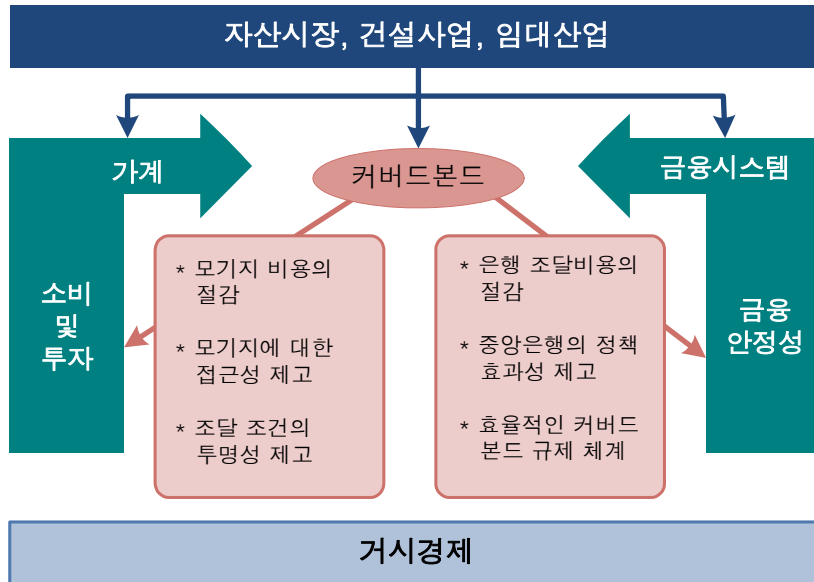 자산시장, 건설사업, 임대산업
가계
커버드본드
금융시스템
소비
및
투자
* 모기지 비용의
절감
* 모기지에 대한
접근성 제고
* 조달 조건의
투명성 제고
* 은행 조달비용의
절감
* 중앙은행의 정책
효과성 제고
* 효율적인 커버드
본드 규제 체계
금융
안정성
거시경제